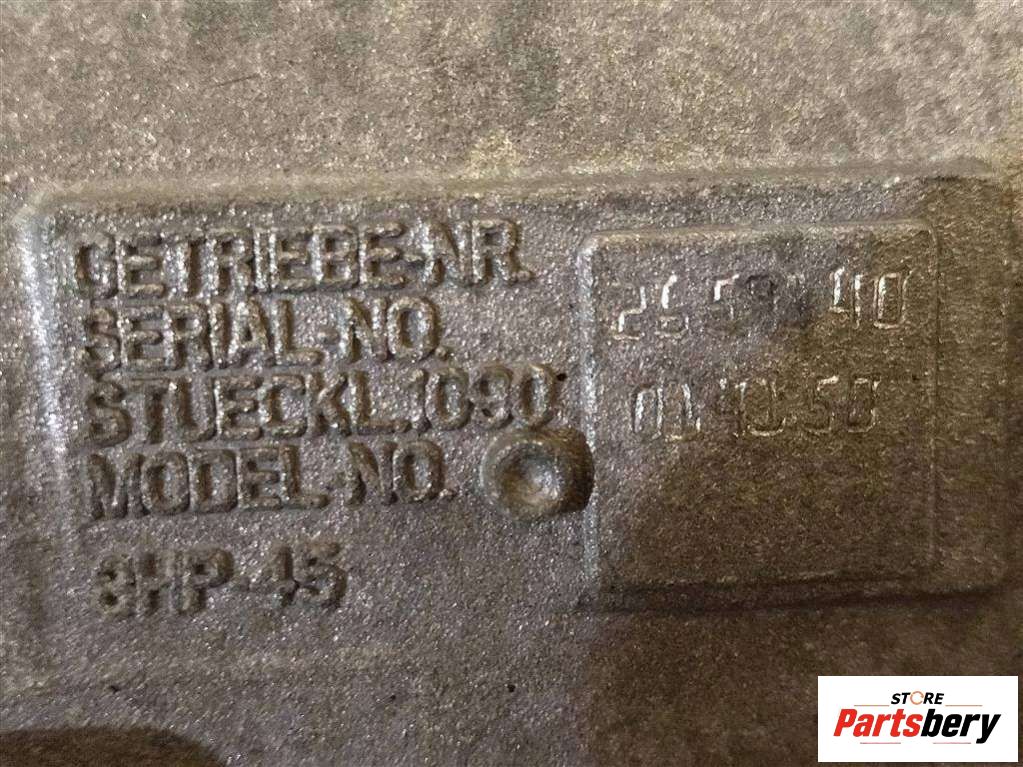 GETRIEBE-NR.
SERIAL-NO.
STUECKL.1090
MODEL-NO.
8HP-45
STORE
Partsbery